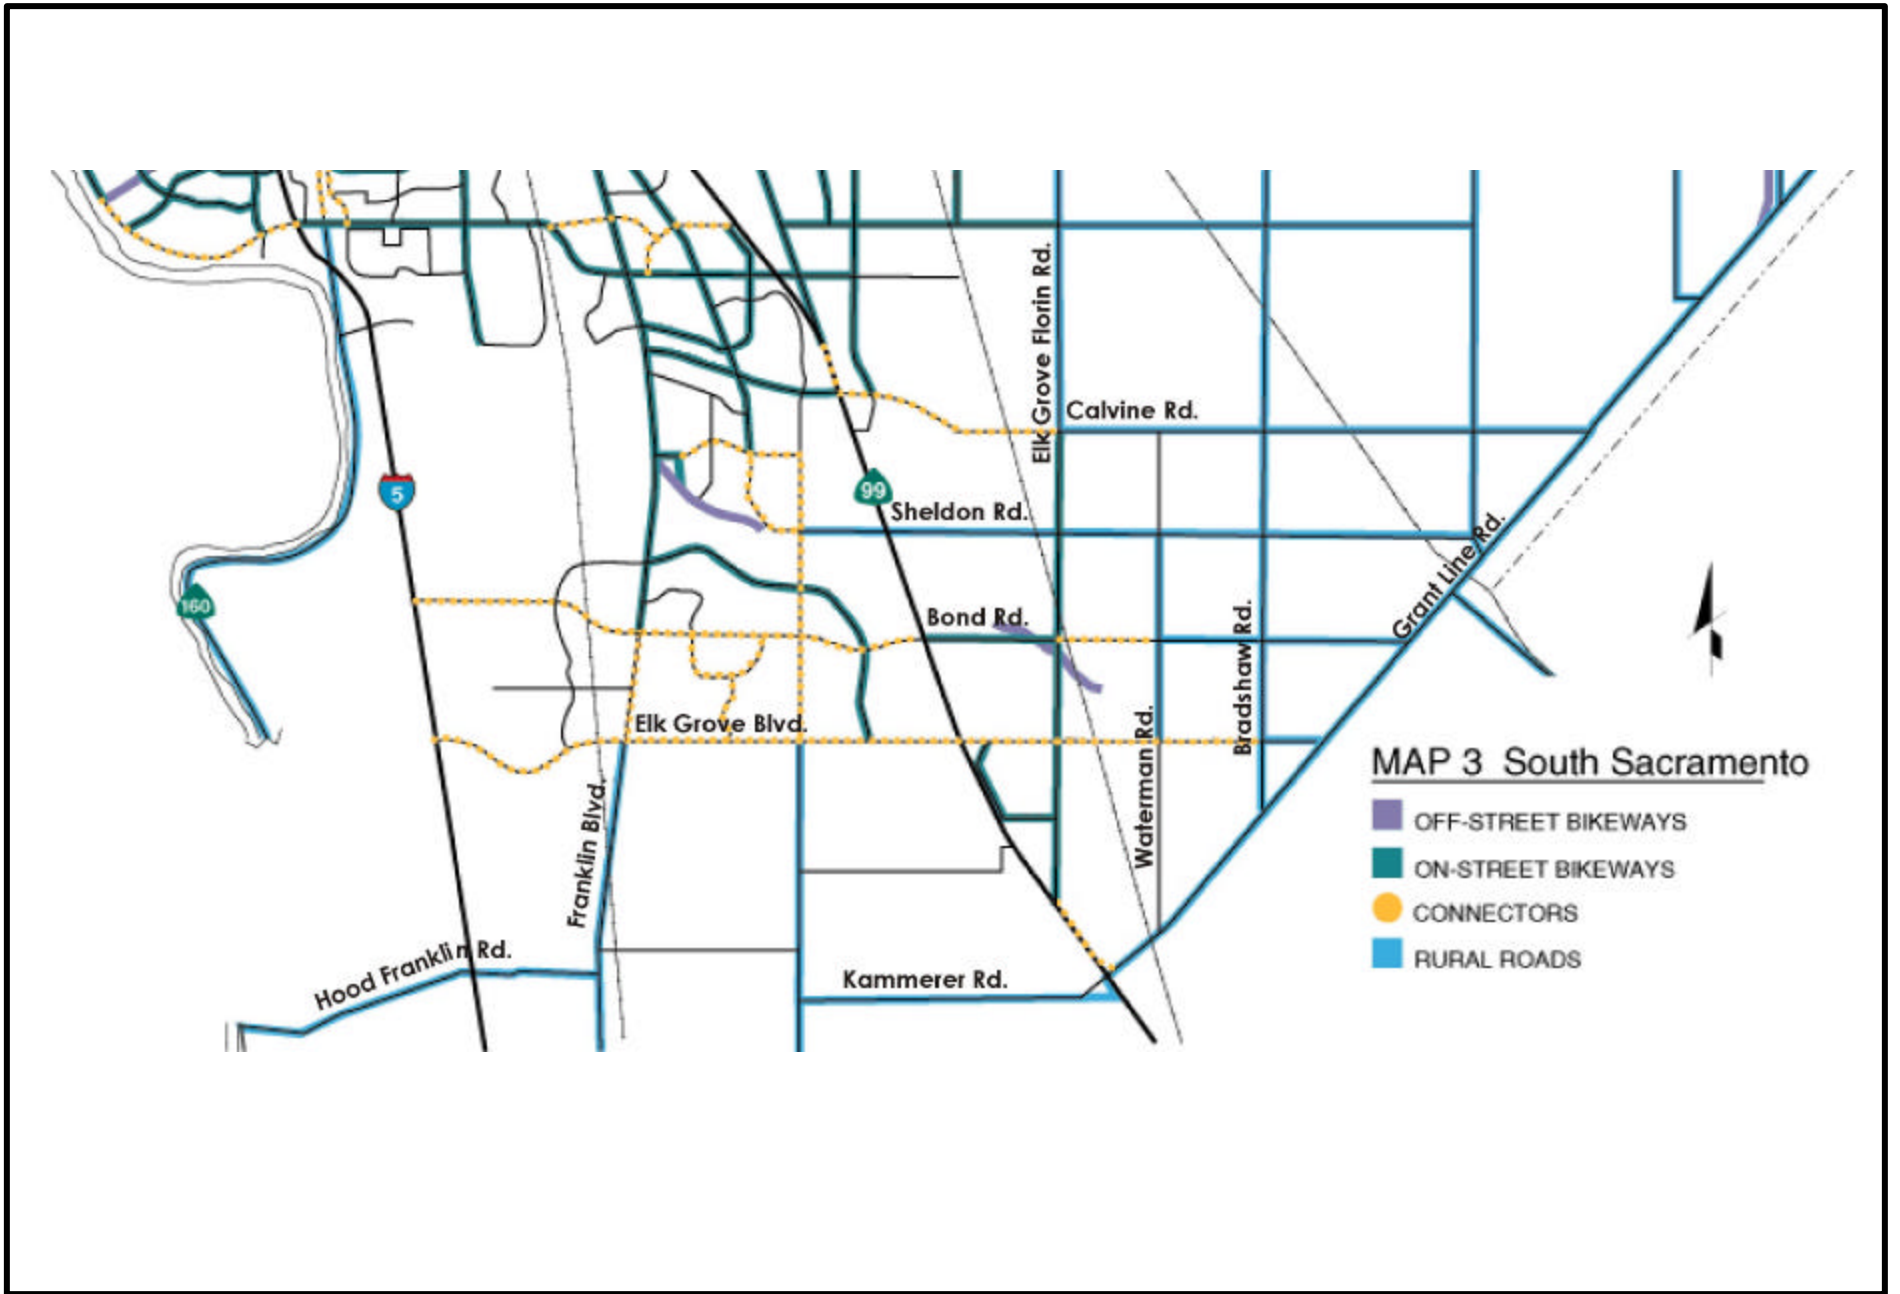 Elk Grove Florin Rd.
Calvine Rd.
5
99
Sheldon Rd.
Grant Line Rd.
160
Bond Rd.
Bradshaw Rd.
Elk Grove Blvd.
Waterman Rd.
Franklin Blvd.
Hood Franklin Rd.
Kammerer Rd.
MAP 3 South Sacramento
OFF-STREET BIKEWAYS
ON-STREET BIKEWAYS
CONNECTORS
RURAL ROADS